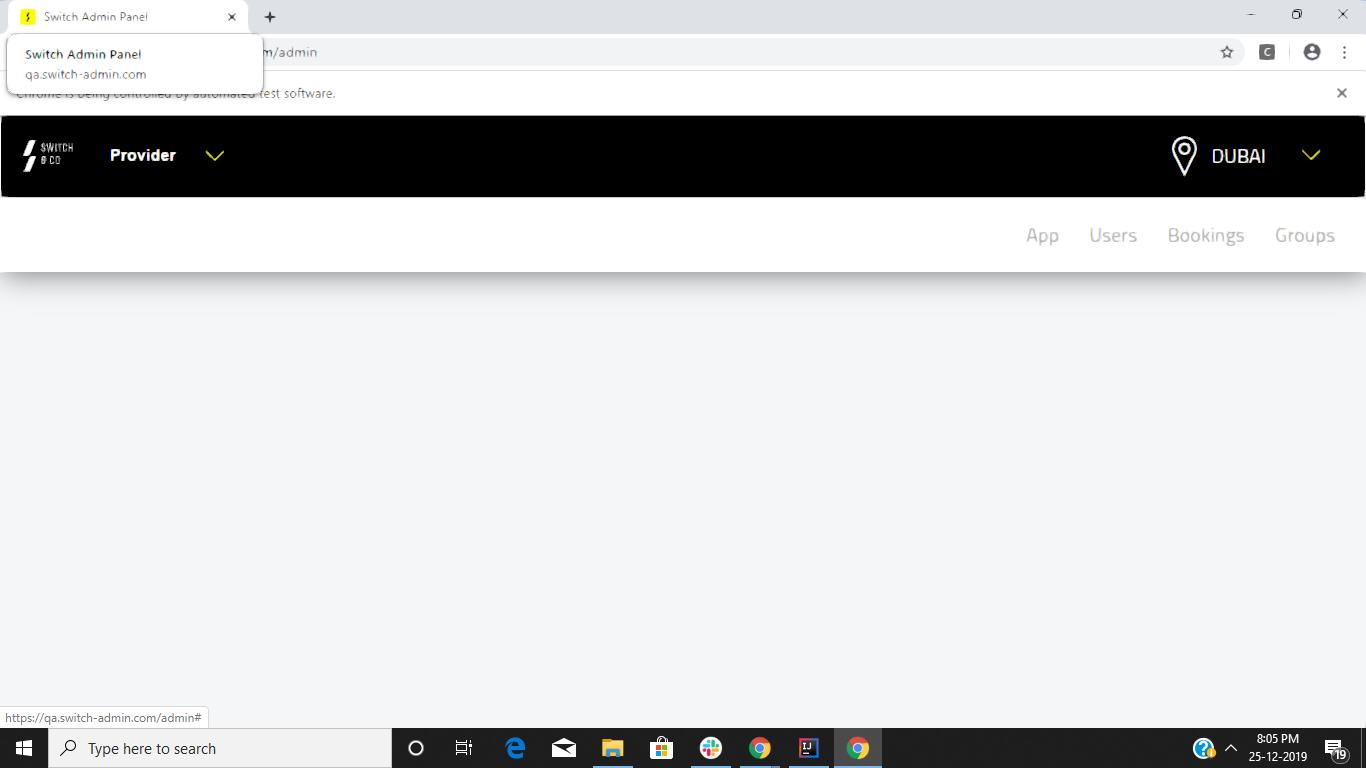 Switch Admin Panel
Switch Admin Panel
m/admin
qa.switch-admin.com
C
Chrome is being controlled by automated test software.
SWITCH
& CO
Provider
DUBAI
App Users Bookings Groups
https://qa.switch-admin.com/admin#
Type here to search
IJ
8:05 PM
25-12-2019
19